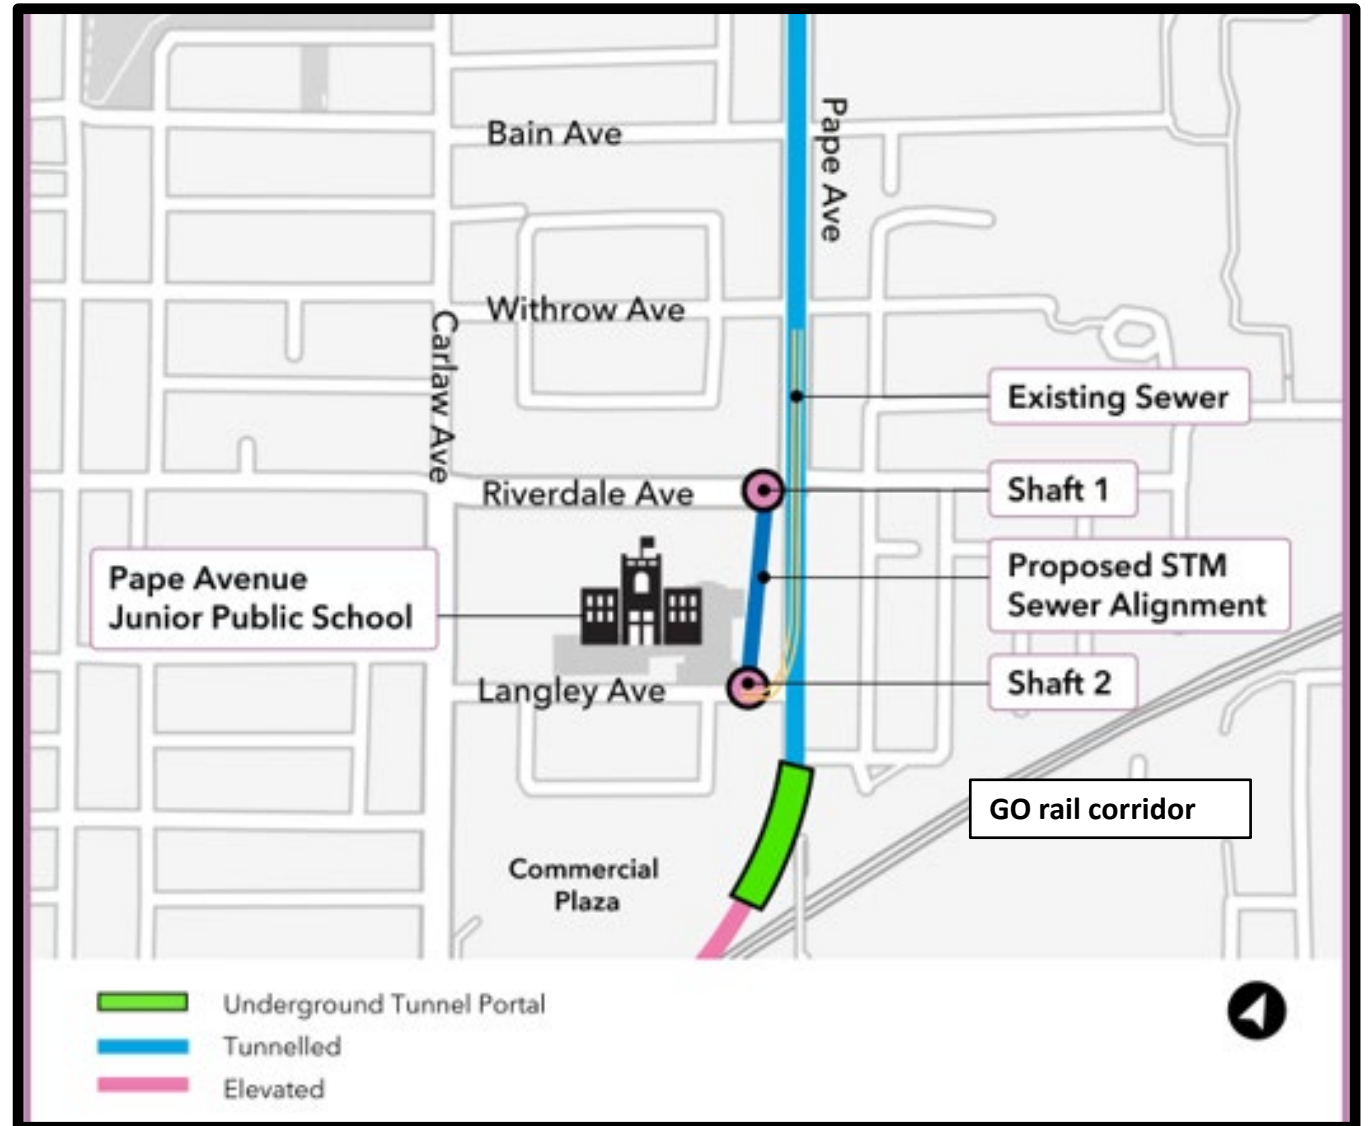 Bain Ave
Pape Ave
Withrow Ave
Carlaw Ave
Existing Sewer
Riverdale Ave
Shaft 1
Pape Avenue
Junior Public School
Proposed STM
Sewer Alignment
Langley Ave
Shaft 2
GO rail corridor
Commercial
Plaza
Underground Tunnel Portal
Tunnelled
Elevated